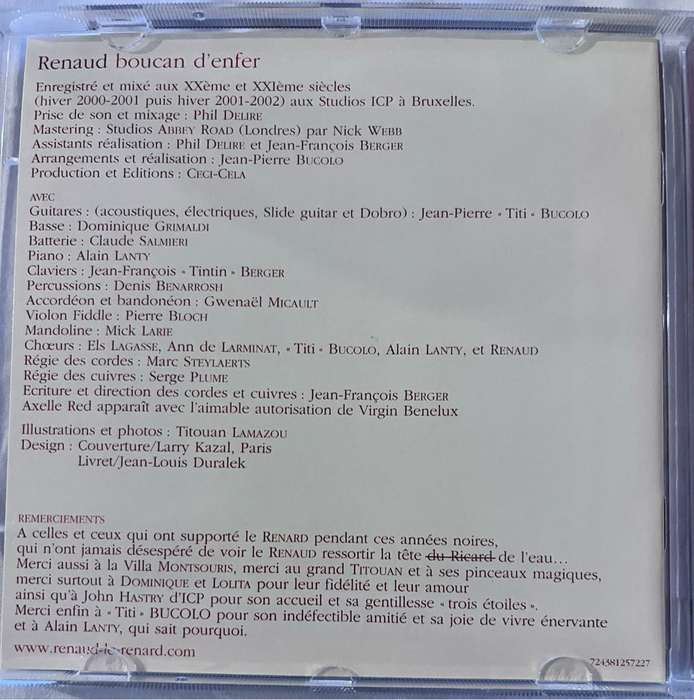 Renaud boucan d'enfer
Enregistré et mixé aux XXème et XXIème siècles
(hiver 2000-2001 puis hiver 2001-2002) aux Studios ICP à Bruxelles.
Prise de son et mixage : Phil DELIRE
Mastering : Studios ABBEY ROAD (Londres) par Nick WEBB
Assistants réalisation : Phil DELIRE et Jean-François BERGER
Arrangements et réalisation : Jean-Pierre BUCOLO
Production et Editions : CECI-CELA
AVEC
Guitares : (acoustiques, électriques, Slide guitar et Dobro) : Jean-Pierre « Titi » BUCOLO
Basse : Dominique GRIMALDI
Batterie : Claude SALMIERI
Piano : Alain LANTY
Claviers : Jean-François « Tintin » BERGER
Percussions : Denis BENARROSH
Accordéon et bandonéon : Gwenaël MICAULT
Violon Fiddle : Pierre BLOCH
Mandoline : Mick LARIE
Chœurs : Els LAGASSE, Ann de LARMINAT, « Titi » BUCOLO, Alain LANTY, et RENAUD
Régie des cordes : Marc STEYLAERTS
Régie des cuivres : Serge PLUME
Ecriture et direction des cordes et cuivres : Jean-François BERGER
Axelle Red apparaît avec l'aimable autorisation de Virgin Benelux
Illustrations et photos : Titouan LAMAZOU
Design : Couverture/Larry Kazal, Paris
Livret/Jean-Louis Duralek
REMERCIEMENTS
A celles et ceux qui ont supporté le RENARD pendant ces années noires,
qui n'ont jamais désespéré de voir le RENAUD ressortir la tête du Ricard de l'eau...
Merci aussi à la Villa MONTSOURIS, merci au grand TITOUAN et à ses pinceaux magiques,
merci surtout à DOMINIQUE et LOLITA pour leur fidélité et leur amour
ainsi qu'à John HASTRY d'ICP pour son accueil et sa gentillesse « trois étoiles ».
Merci enfin à « Titi » BUCOLO pour son indéfectible amitié et sa joie de vivre énervante
et à Alain LANTY, qui sait pourquoi.
www.renaud-le-renard.com
724381257227